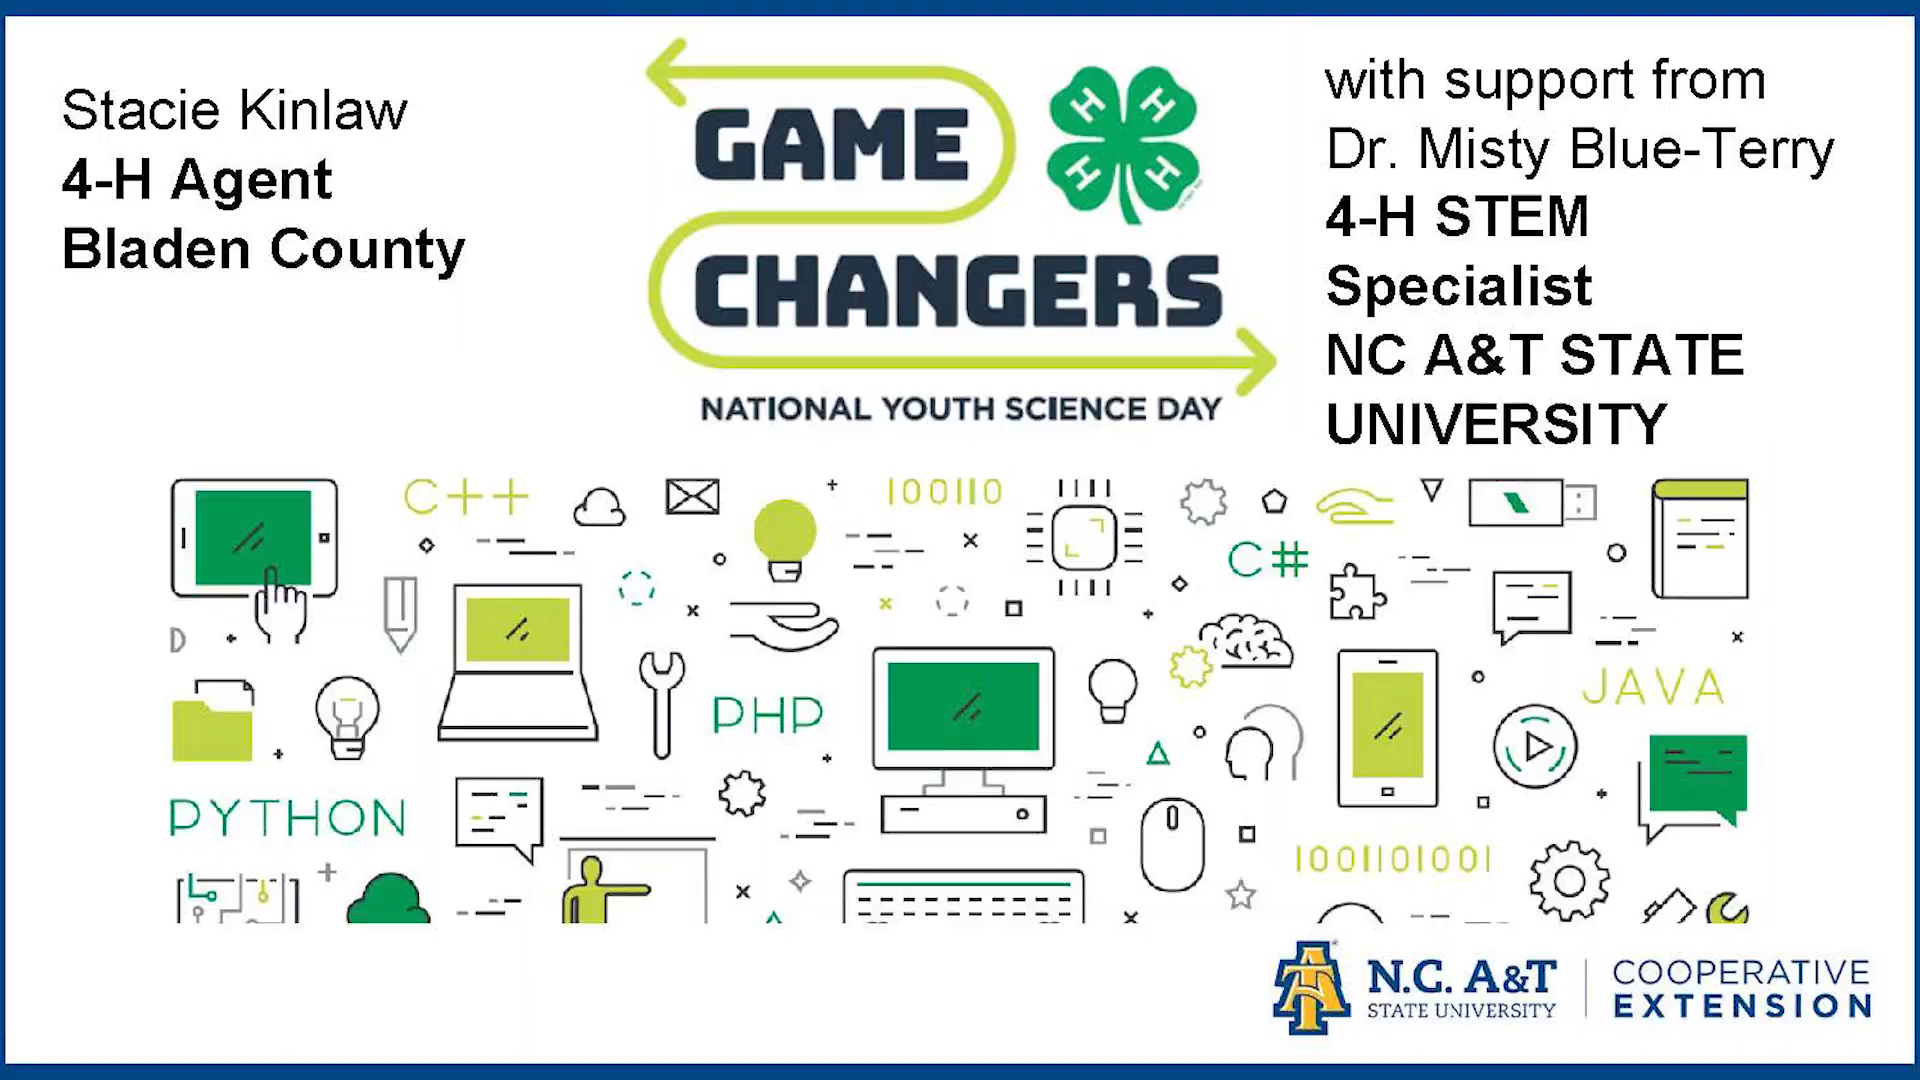 Stacie Kinlaw
4-H Agent
Bladen County
GAME
CHANGERS
NATIONAL YOUTH SCIENCE DAY
H H
H H
with support from
Dr. Misty Blue-Terry
4-H STEM
Specialist
NC A&T STATE
UNIVERSITY
C++
100110
C#
D
PHP
JAVA
PYTHON
1001101001
AT
N.C. A&T
STATE UNIVERSITY
COOPERATIVE
EXTENSION